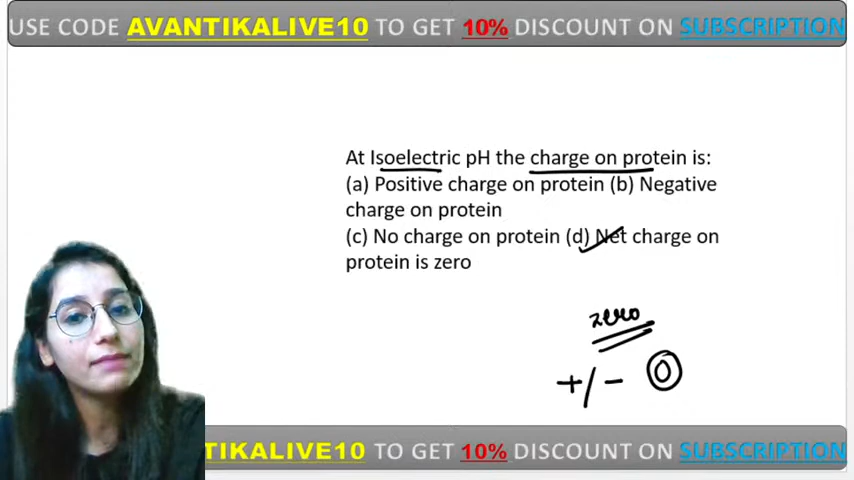 USE CODE AVANTIKALIVE10 TO GET 10% DISCOUNT ON SUBSCRIPTION
At Isoelectric pH the charge on protein is:
(a) Positive charge on protein (b) Negative
charge on protein
(c) No charge on protein (d) Net charge on
protein is zero
zero
+/- 0
TIKALIVE10 TO GET 10% DISCOUNT ON SUBSCRIPTION